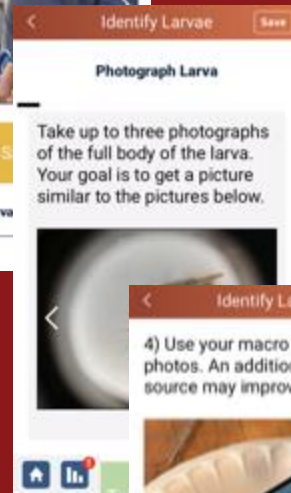 Identify Larvae
Save
Photograph Larva
Take up to three photographs
of the full body of the larva.
Your goal is to get a picture
similar to the pictures below.
Identify La
4) Use your macro
photos. An addition
source may improv